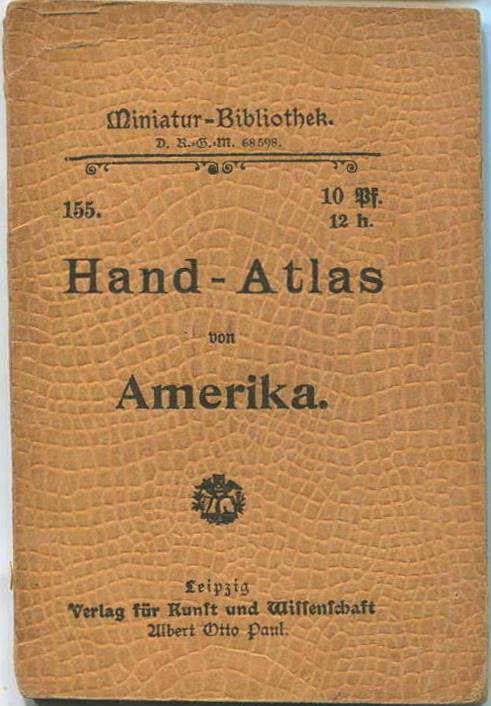 Miniatur-Bibliothek.
D. R.-G.-M. 68598.
155.
10 Pf.
12 h.
Hand-Atlas
von
Amerika.
Leipzig
Verlag für Kunſt und Wiſſenſchaft
Albert Otto Paul.